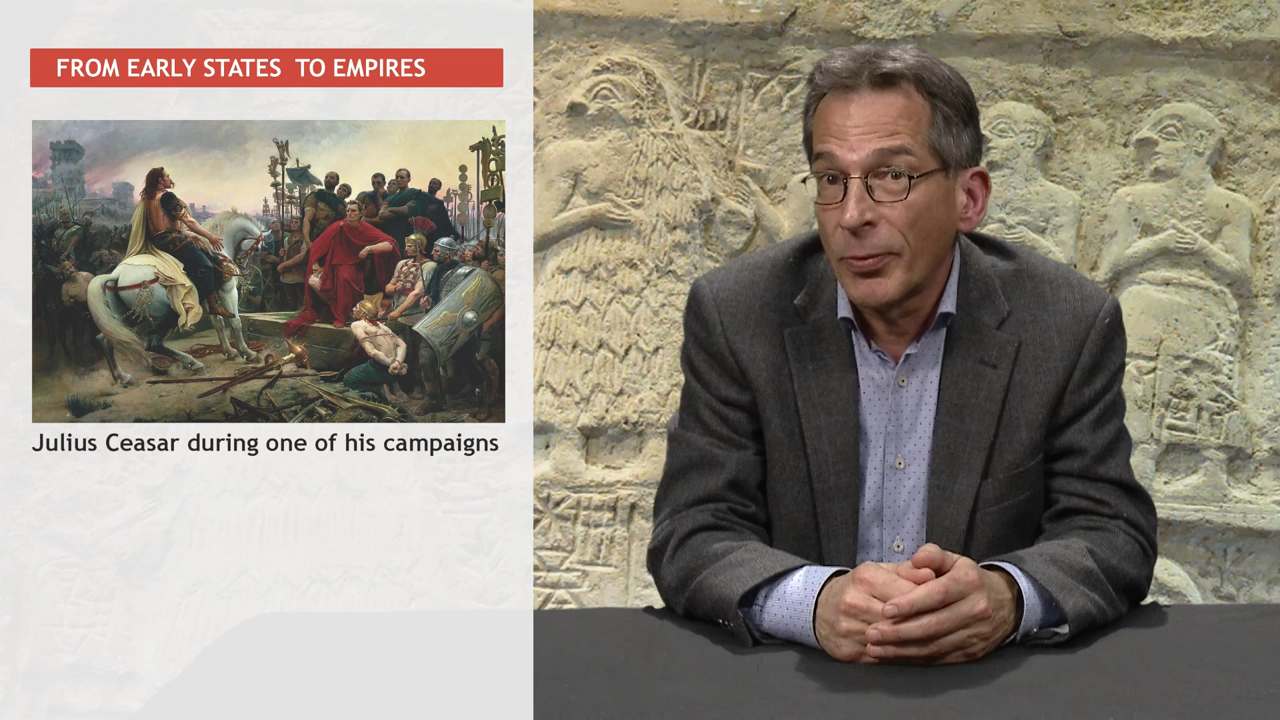 FROM EARLY STATES TO EMPIRES
Julius Ceasar during one of his campaigns